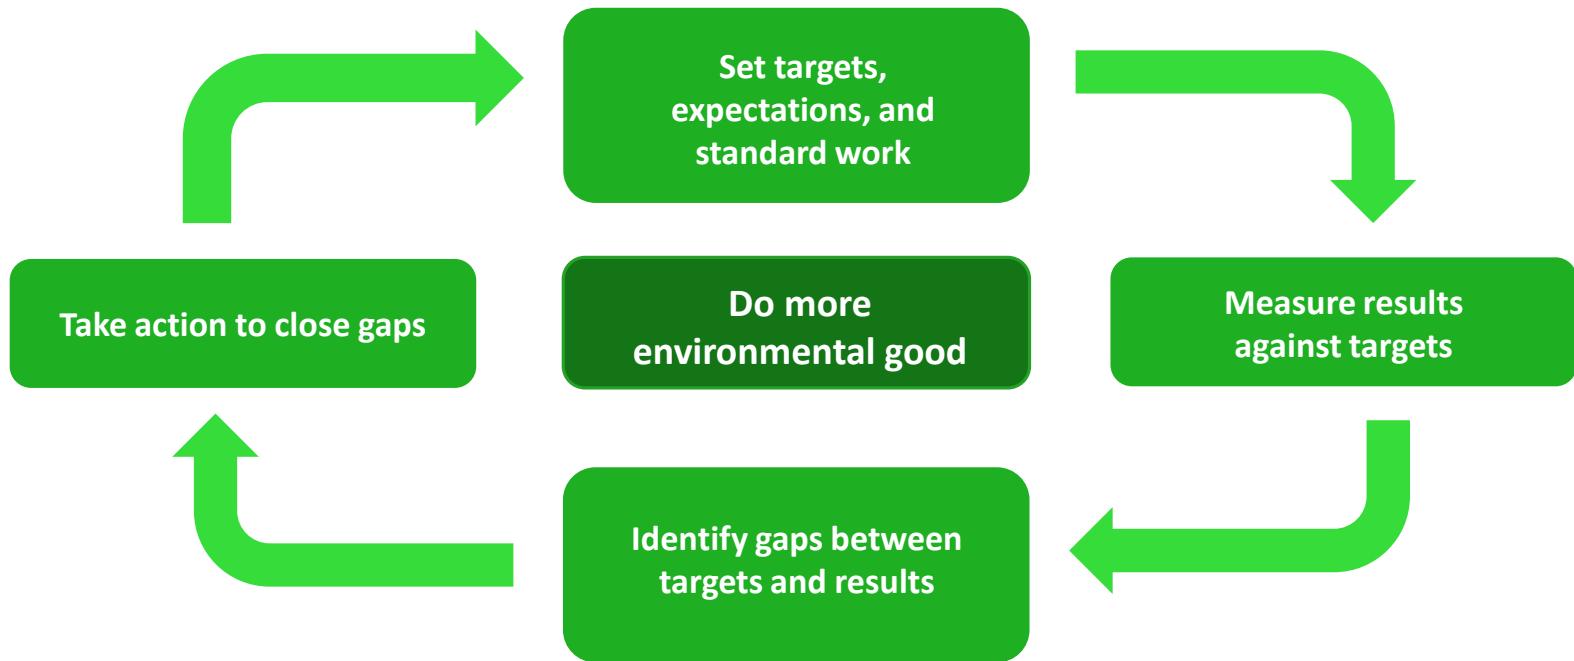 Set targets,
expectations, and
standard work
Take action to close gaps
Do more
environmental good
Measure results
against targets
Identify gaps between
targets and results